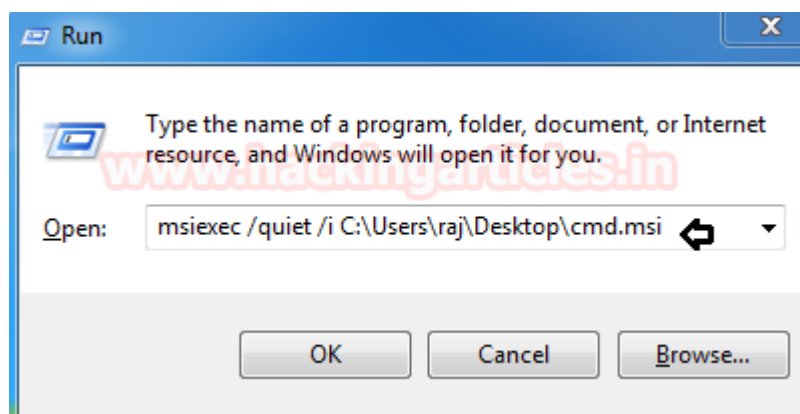 Run
Type the name of a program, folder, document, or Internet
resource, and Windows will open it for you.
www.hackingarticles.in
Open: msiexec /quiet /i C:\Users\raj\Desktop\cmd.msi
OK Cancel Browse...